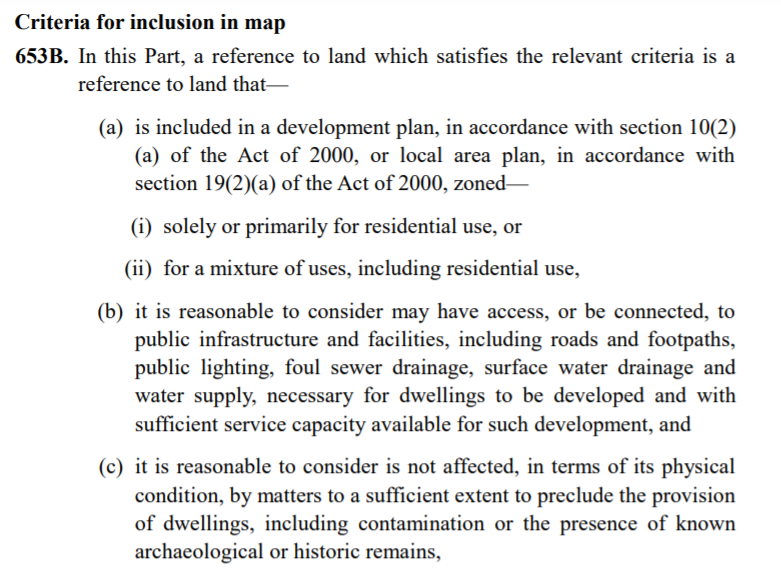 Criteria for inclusion in map
653B. In this Part, a reference to land which satisfies the relevant criteria is a
reference to land that—
(a) is included in a development plan, in accordance with section 10(2)
(a) of the Act of 2000, or local area plan, in accordance with
section 19(2)(a) of the Act of 2000, zoned—
(i) solely or primarily for residential use, or
(ii) for a mixture of uses, including residential use,
(b) it is reasonable to consider may have access, or be connected, to
public infrastructure and facilities, including roads and footpaths,
public lighting, foul sewer drainage, surface water drainage and
water supply, necessary for dwellings to be developed and with
sufficient service capacity available for such development, and
(c) it is reasonable to consider is not affected, in terms of its physical
condition, by matters to a sufficient extent to preclude the provision
of dwellings, including contamination or the presence of known
archaeological or historic remains,